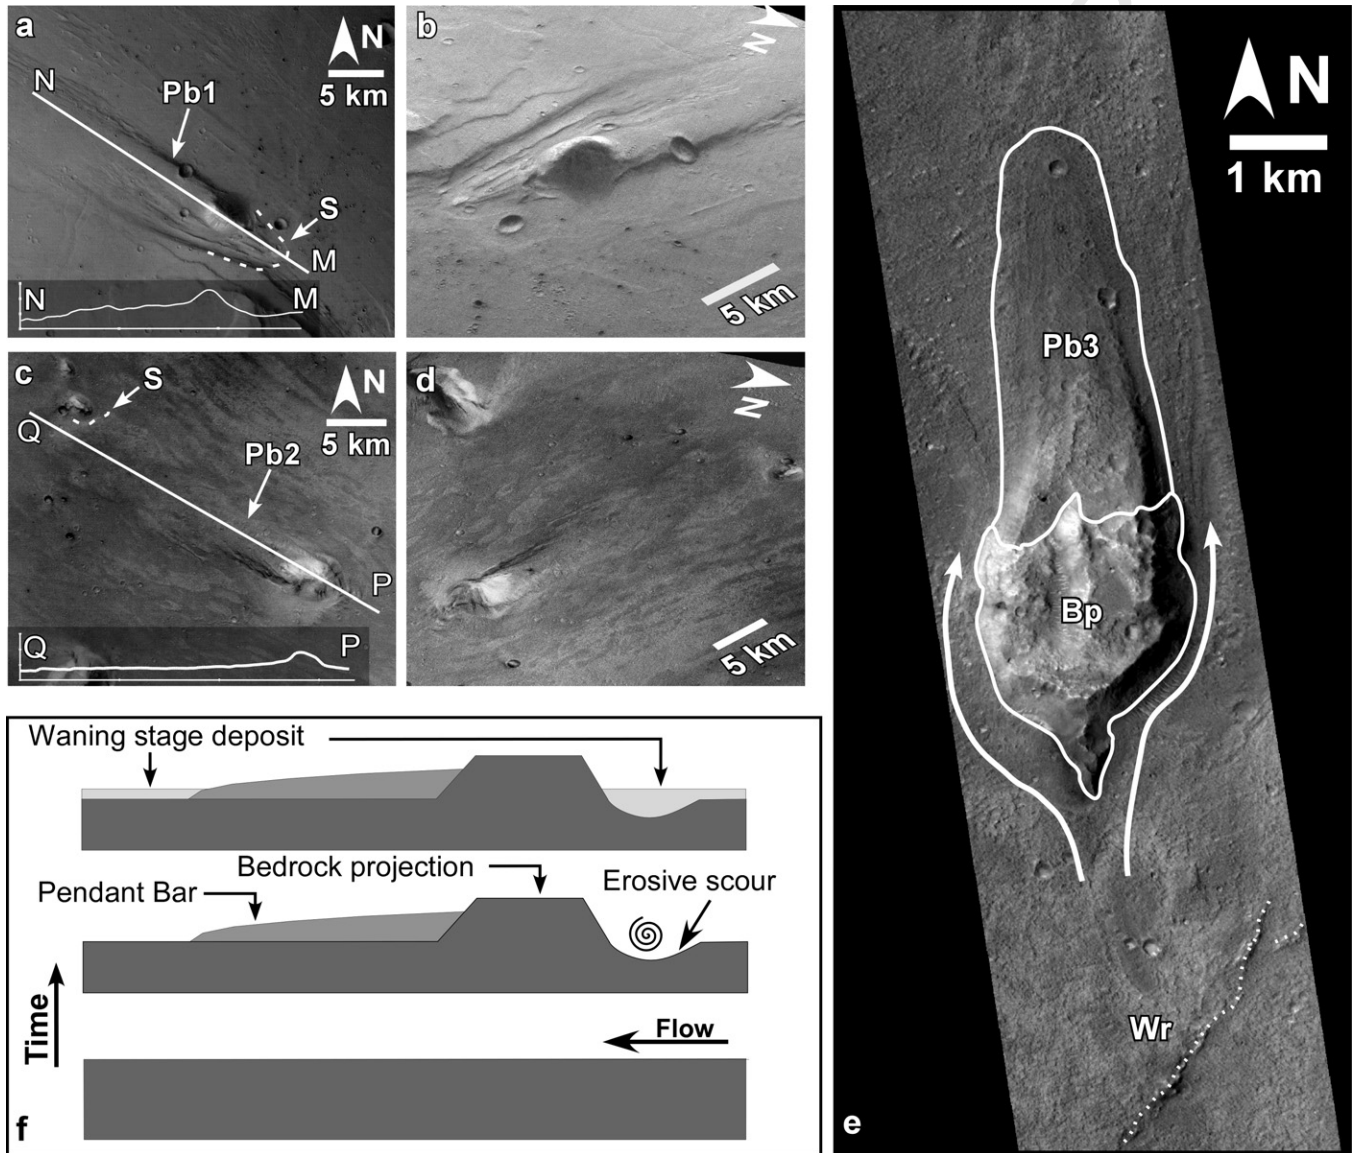 a
N
5 km
N
Pb1
S
M
N
M
b
N
5 km
c
S
N
5 km
Q
Pb2
P
Q
P
d
N
5 km
e
N
1 km
Pb3
Bp
Wr
Waning stage deposit
Bedrock projection
Pendant Bar
Erosive scour
Time
Flow
f